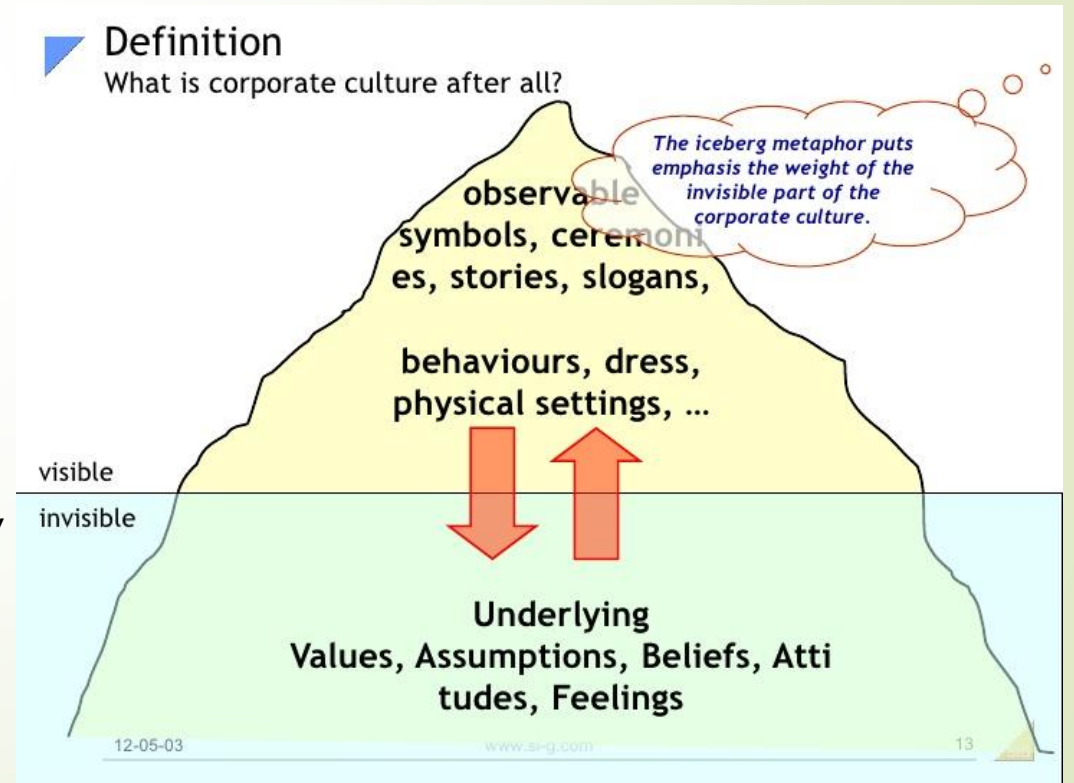 Definition
What is corporate culture after all?
The iceberg metaphor puts
emphasis the weight of the
invisible part of the
corporate culture.
observable
symbols, ceremoni
es, stories, slogans,
behaviours, dress,
physical settings, ...
visible
invisible
Underlying
Values, Assumptions, Beliefs, Atti
tudes, Feelings
12-05-03
www.si-g.com
13